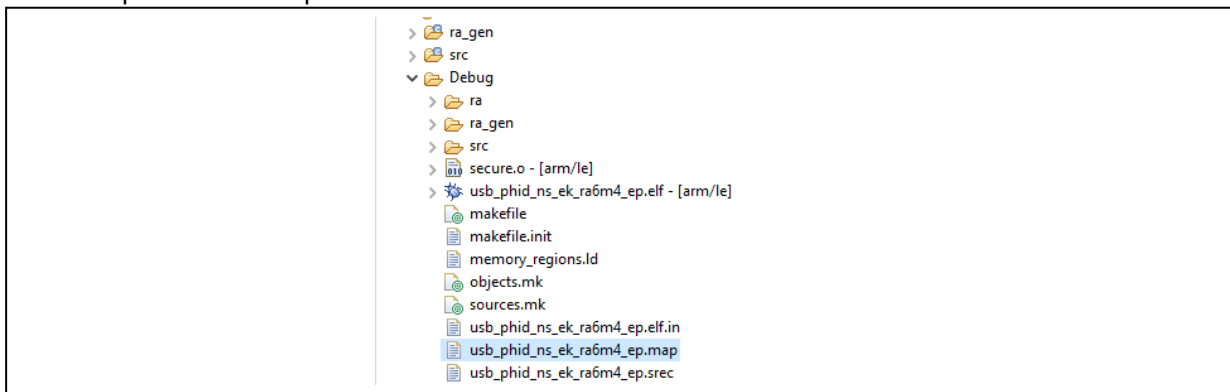 ra_gen
src
Debug
ra
ra_gen
src
secure.o - [arm/le]
usb_phid_ns_ek_ra6m4_ep.elf - [arm/le]
makefile
makefile.init
memory_regions.ld
objects.mk
sources.mk
usb_phid_ns_ek_ra6m4_ep.elf.in
usb_phid_ns_ek_ra6m4_ep.map
usb_phid_ns_ek_ra6m4_ep.srec